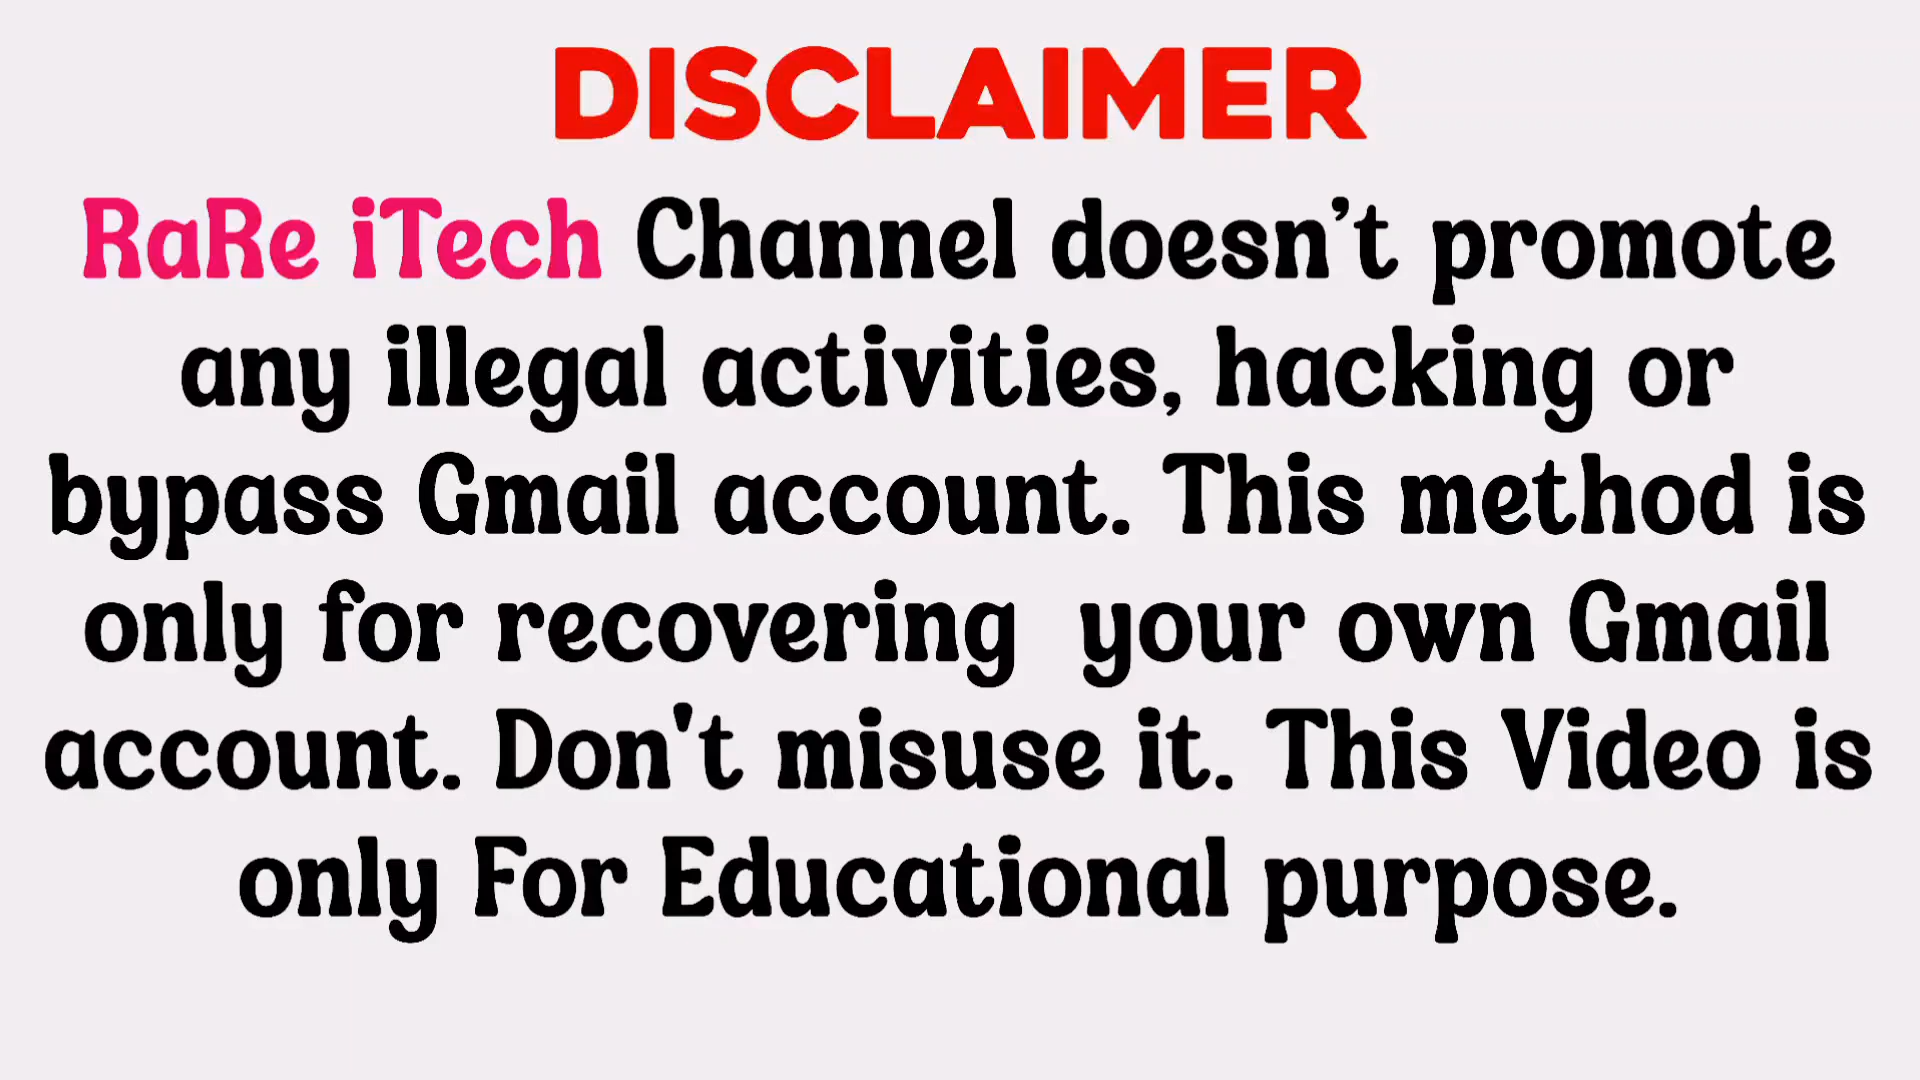 DISCLAIMER
RaRe iTech Channel doesn’t promote
any illegal activities, hacking or
bypass Gmail account. This method is
only for recovering  your own Gmail
account. Don't misuse it. This Video is
only For Educational purpose.